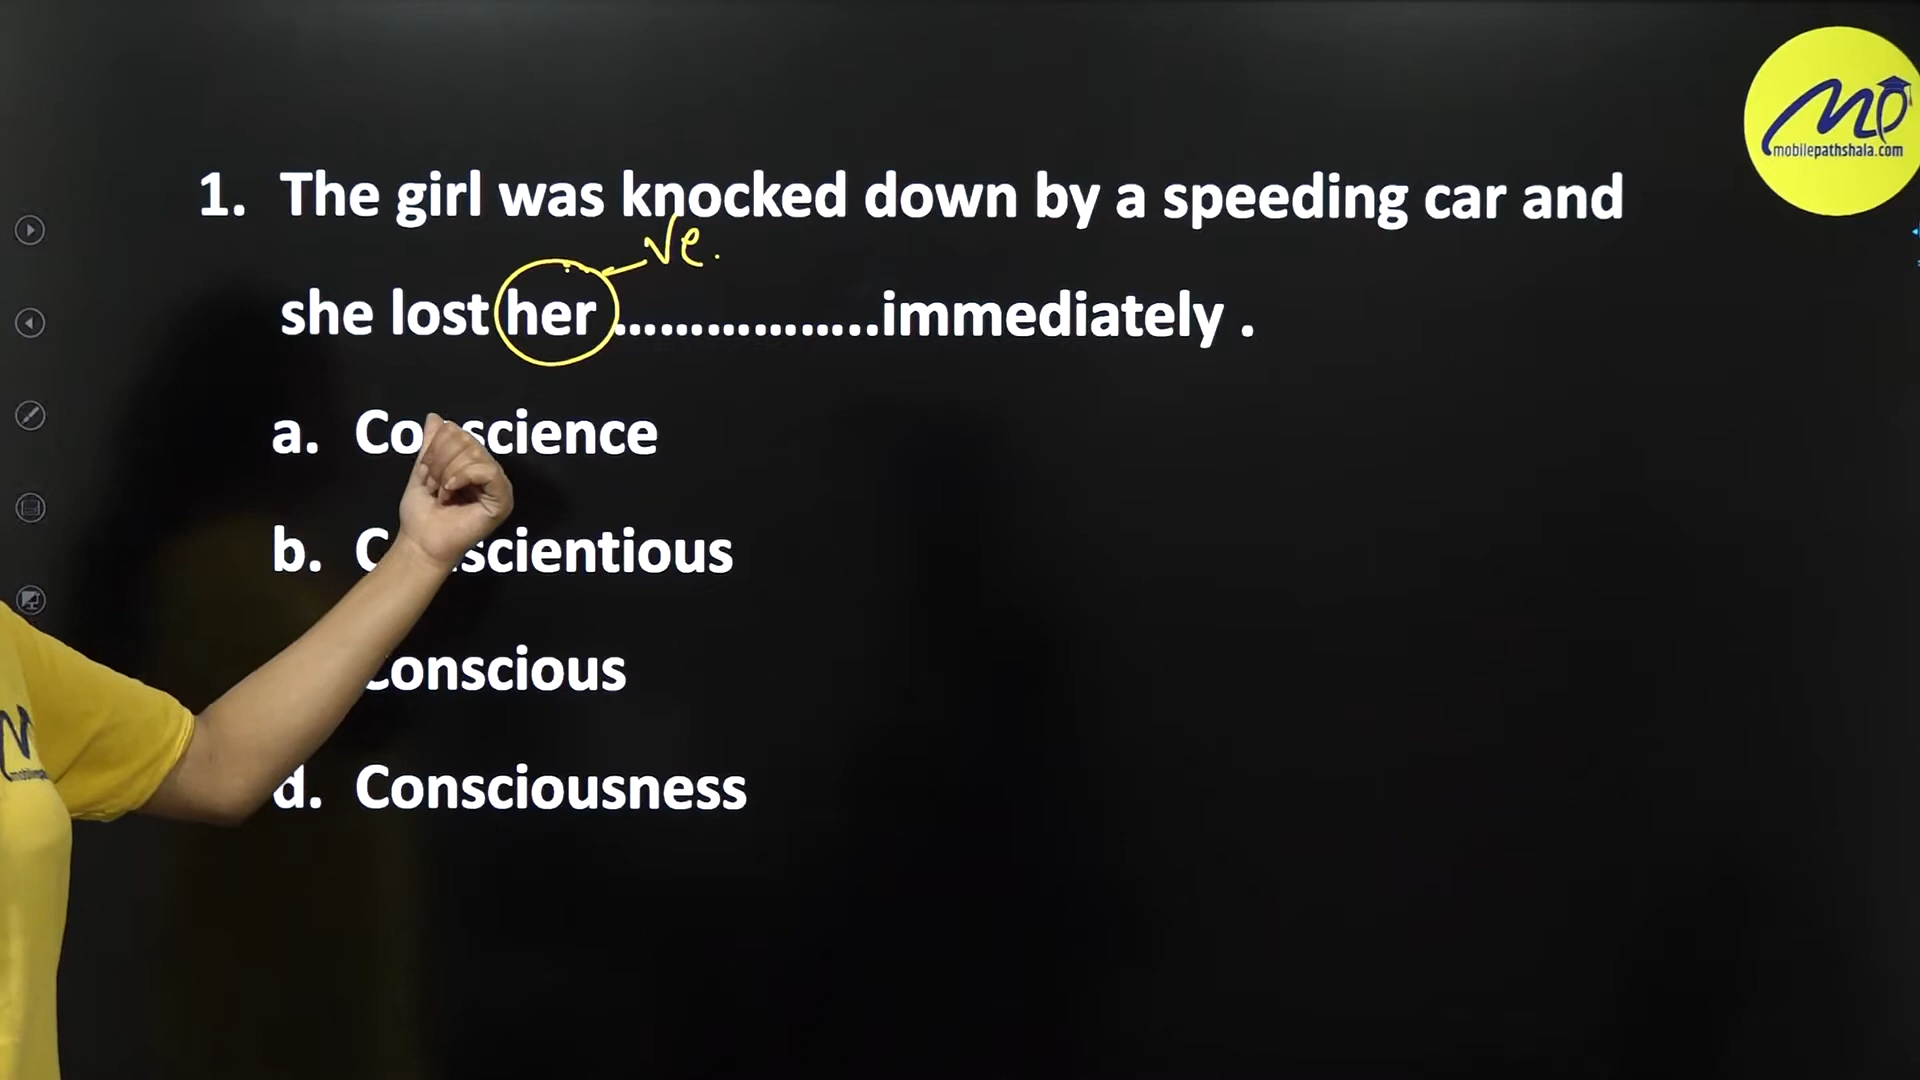 mobilepathshala.com
1. The girl was knocked down by a speeding car and
ve.
she lost her ......................immediately .
a. Conscience
b. Conscientious
Conscious
d. Consciousness